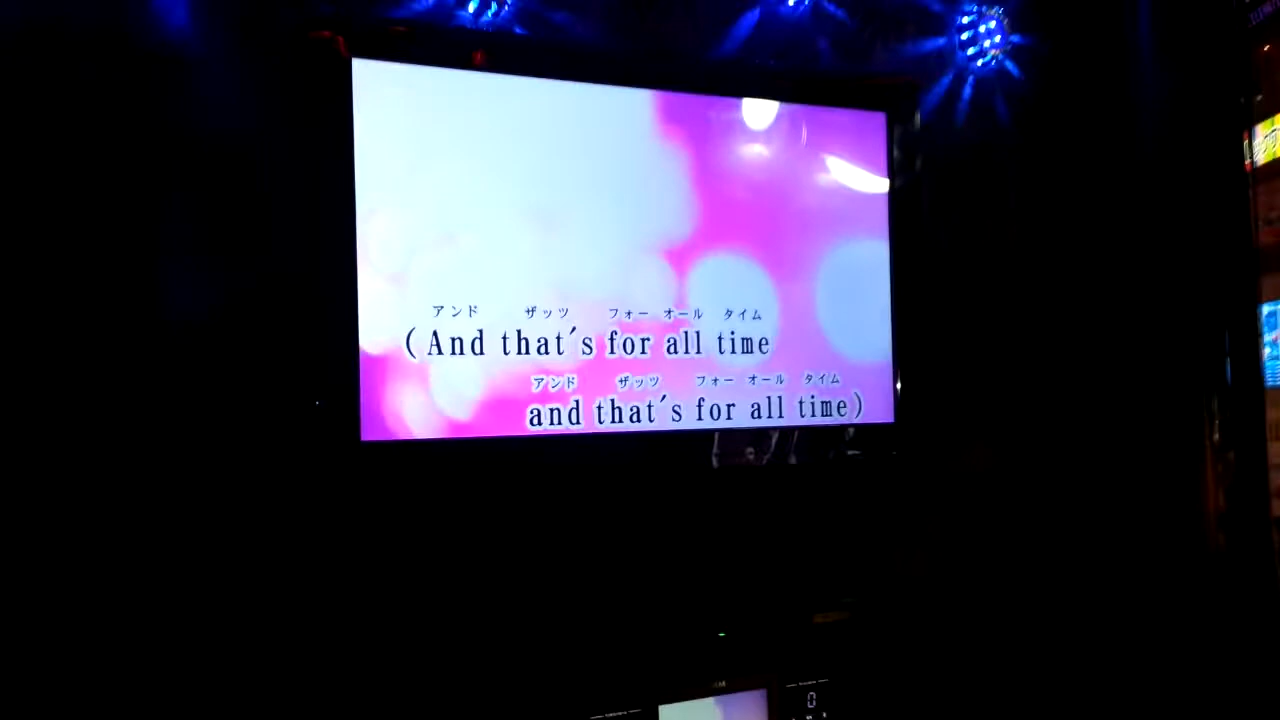 アンド ザッツ フォー オール タイム
(And that's for all time
アンド ザッツ フォー オール タイム
and that's for all time)
0